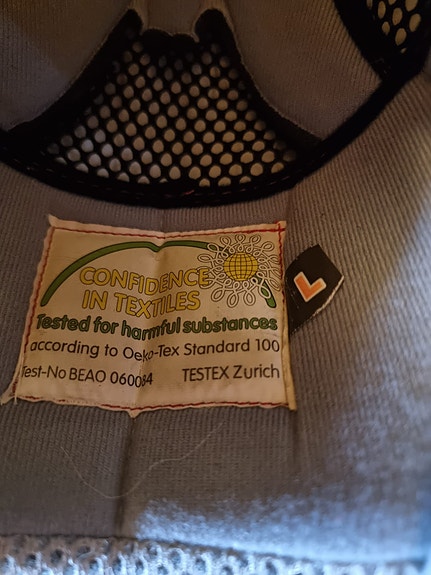 CONFIDENCE
IN TEXTILES
Tested for harmful substances
according to Oeko-Tex Standard 100
Test-No BEAO 060084 TESTEX Zurich
L